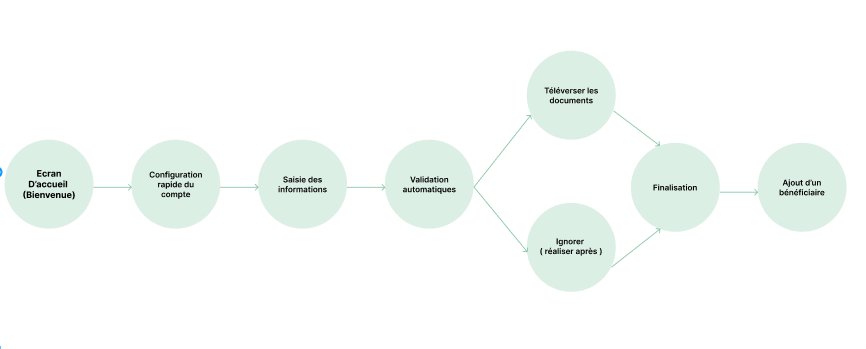 Ecran
D'accueil
(Bienvenue)
Configuration
rapide du
compte
Saisie des
informations
Validation
automatiques
Téléverser les
documents
Ignorer
( réaliser après )
Finalisation
Ajout d'un
bénéficiaire